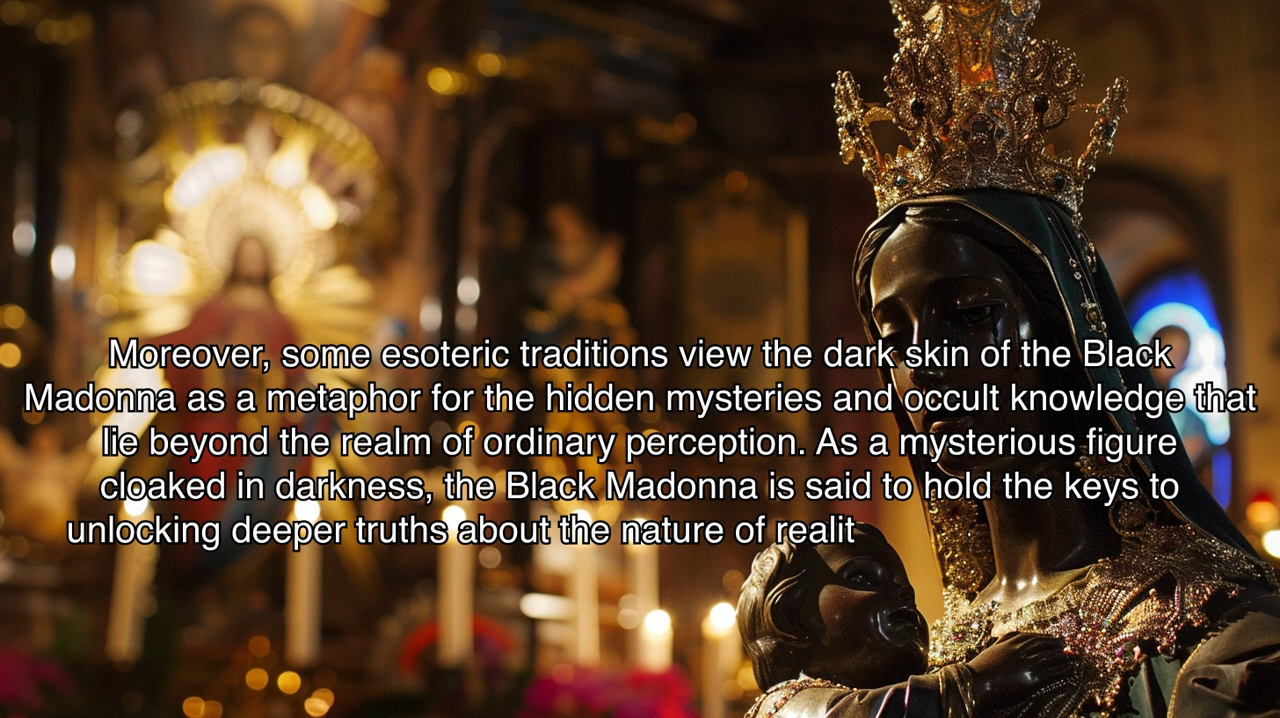 Moreover, some esoteric traditions view the dark skin of the Black
Madonna as a metaphor for the hidden mysteries and occult knowledge that
lie beyond the realm of ordinary perception. As a mysterious figure
cloaked in darkness, the Black Madonna is said to hold the keys to
unlocking deeper truths about the nature of realit